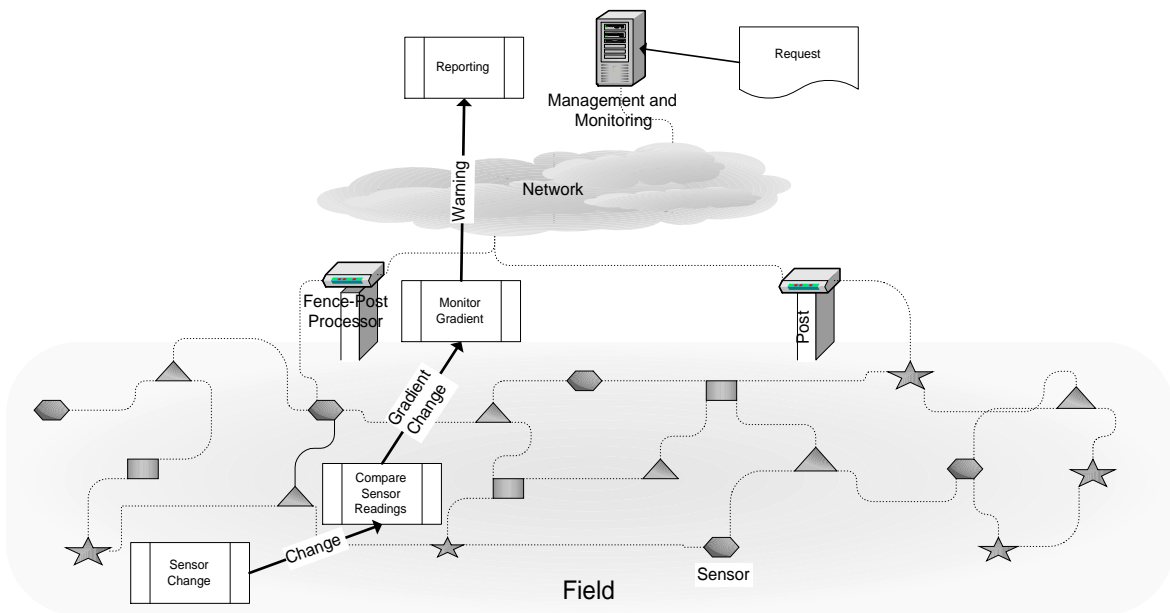 Reporting
Request
Management and
Monitoring
Warning
Network
Fence-Post
Processor
Monitor
Gradient
Post
Gradient
Change
Compare
Sensor
Readings
Change
Sensor
Change
Sensor
Field